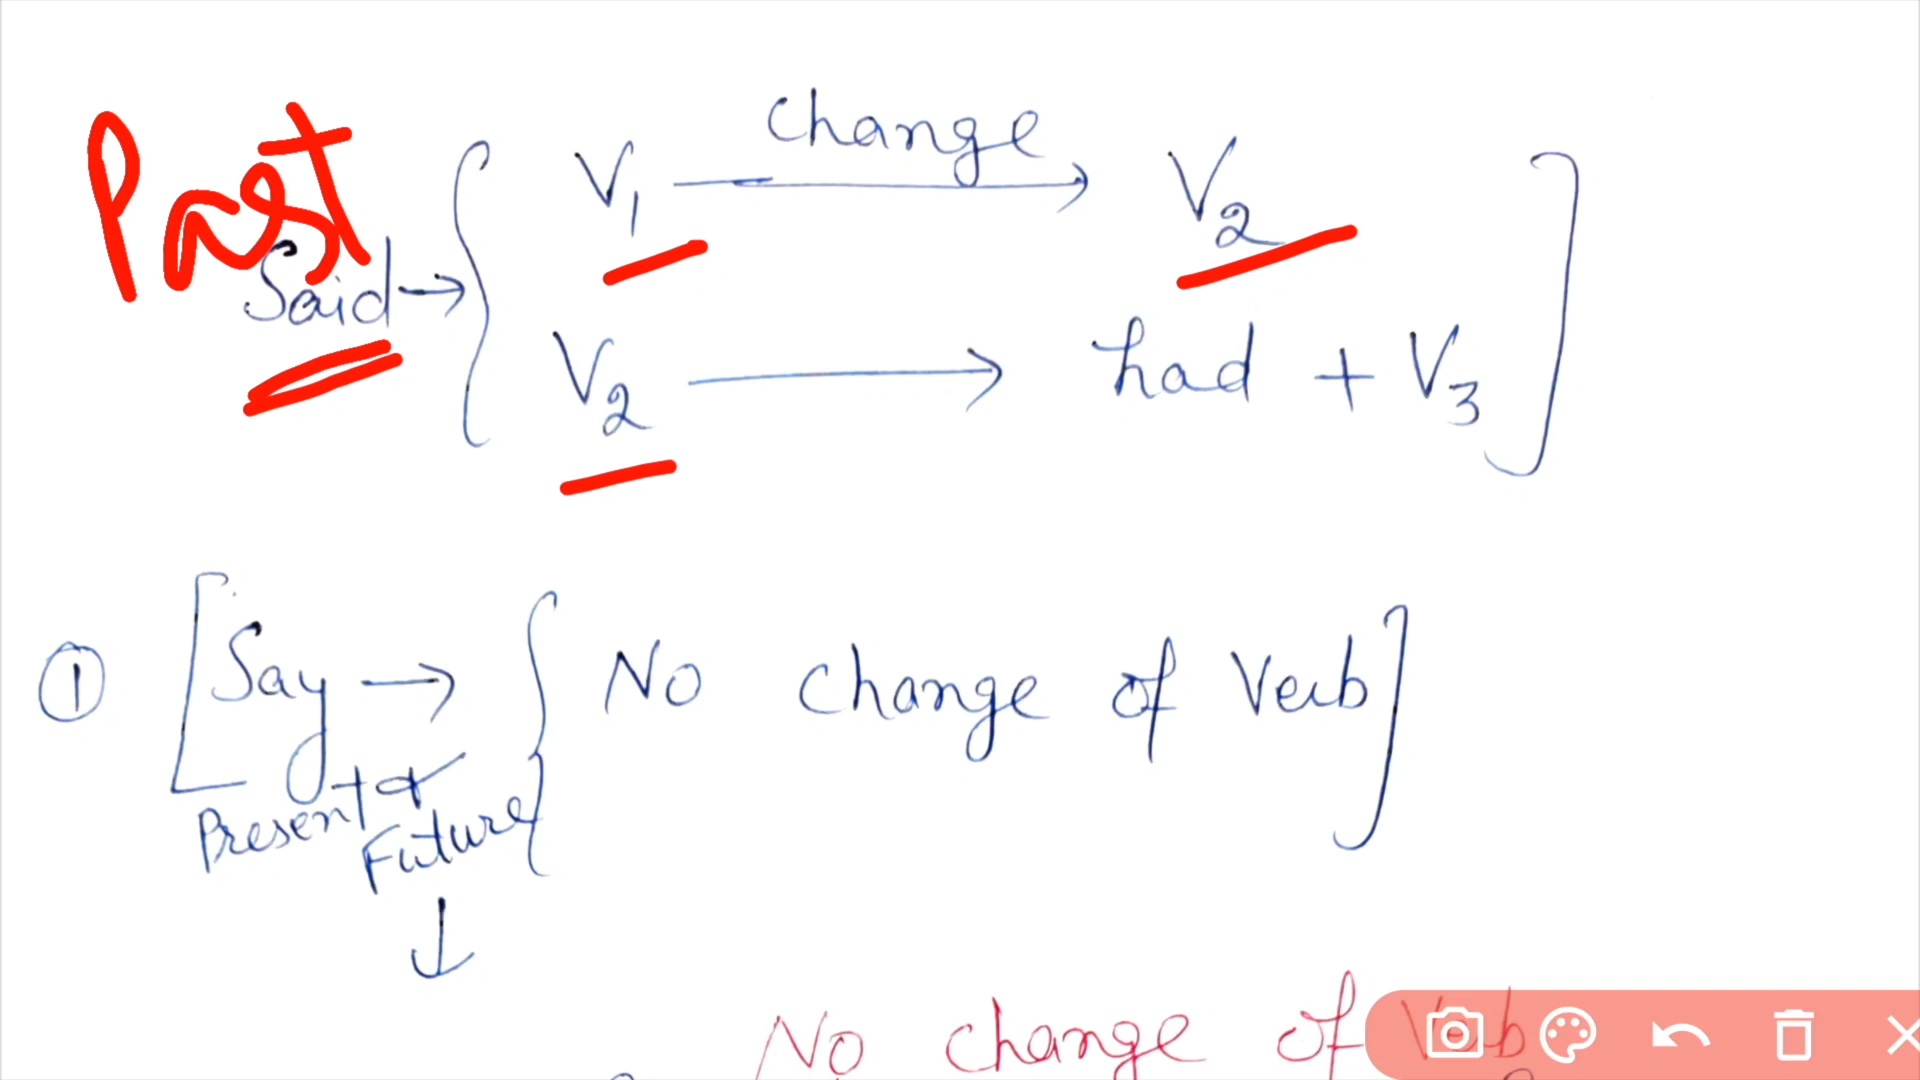 Past
V1 change V2
Said →
V2 → had + V3
① [Say → { No change of Verb]
Present &
Future
↓
No change of Verb